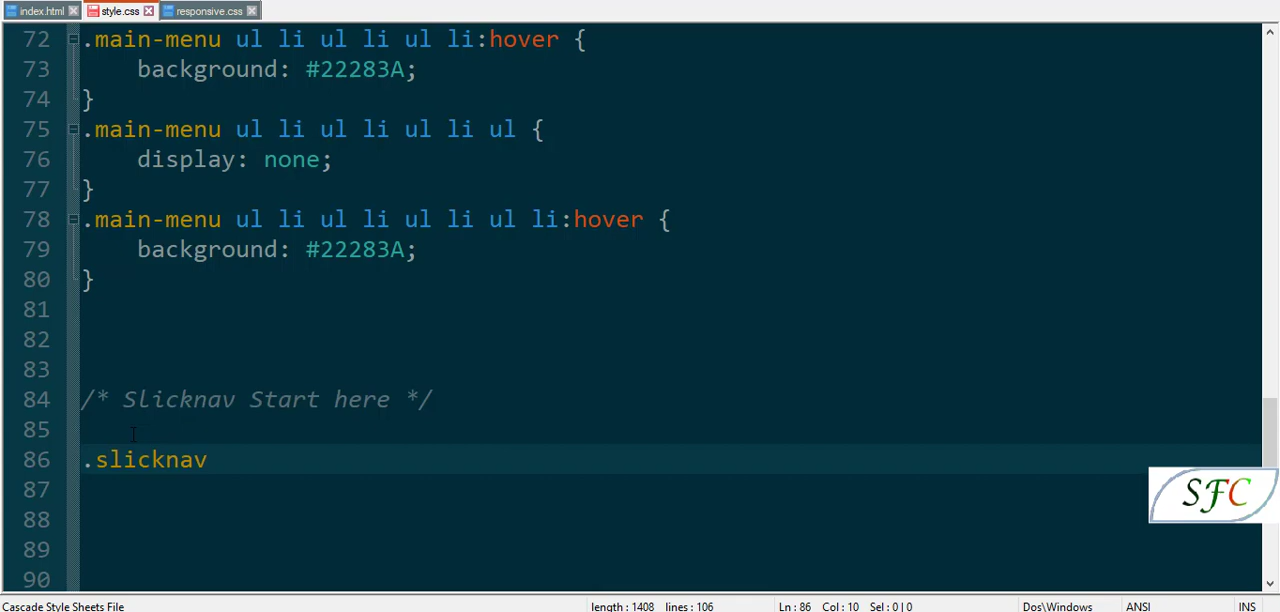 index.html style.css responsive.css
72 .main-menu ul li ul li ul li:hover {
73 background: #22283A;
74 }
75 .main-menu ul li ul li ul li ul {
76 display: none;
77 }
78 .main-menu ul li ul li ul li ul li:hover {
79 background: #22283A;
80 }
81
82
83
84 /* Slicknav Start here */
85
86 .slicknav
87
88
89
90
SFC
Cascade Style Sheets File length : 1408 lines : 106 Ln : 86 Col : 10 Sel : 0 | 0 Dos\Windows ANSI INS